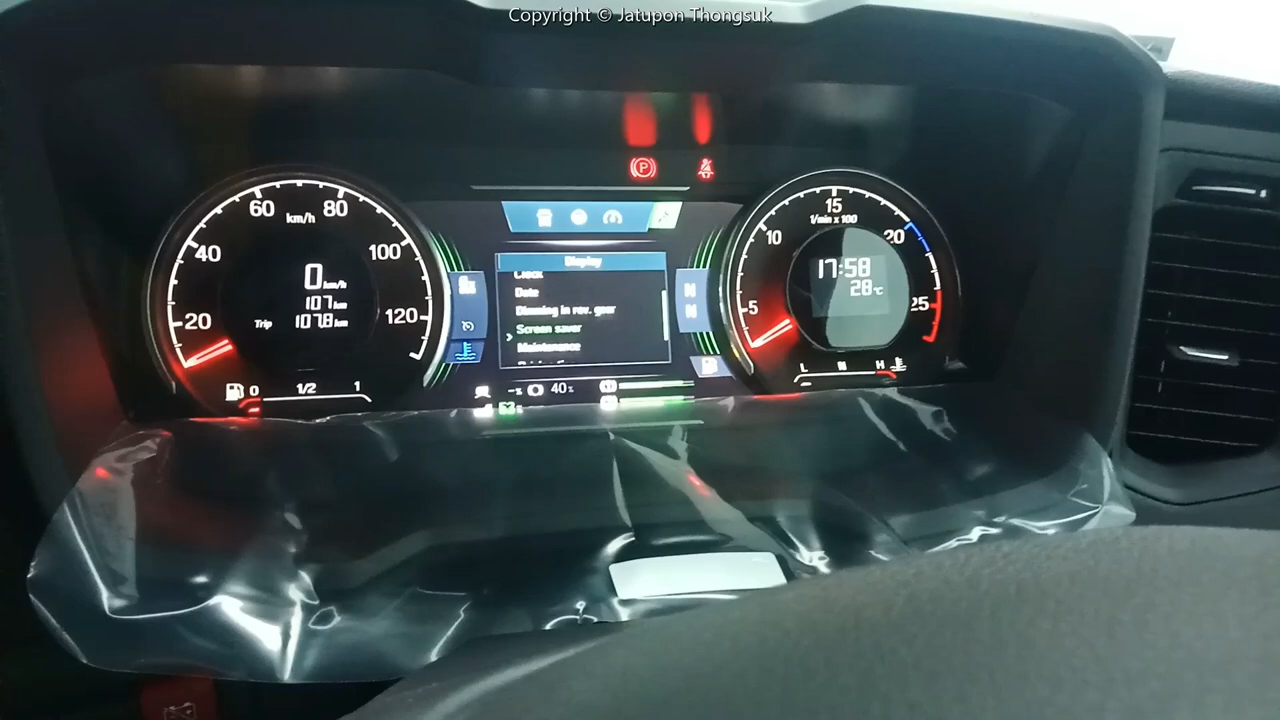 Copyright © Jatupon Thongsuk
60 km/h 80
40
100
20
120
0 km/h
107 km
Trip 107.8 km
0 1/2 1
Display
Clock
Date
Dimming in rev. gear
> Screen saver
Maintenance
N
N
-% 40%
15
1/min x 100
10
20
5
25
17:58
28°C
L N H
P